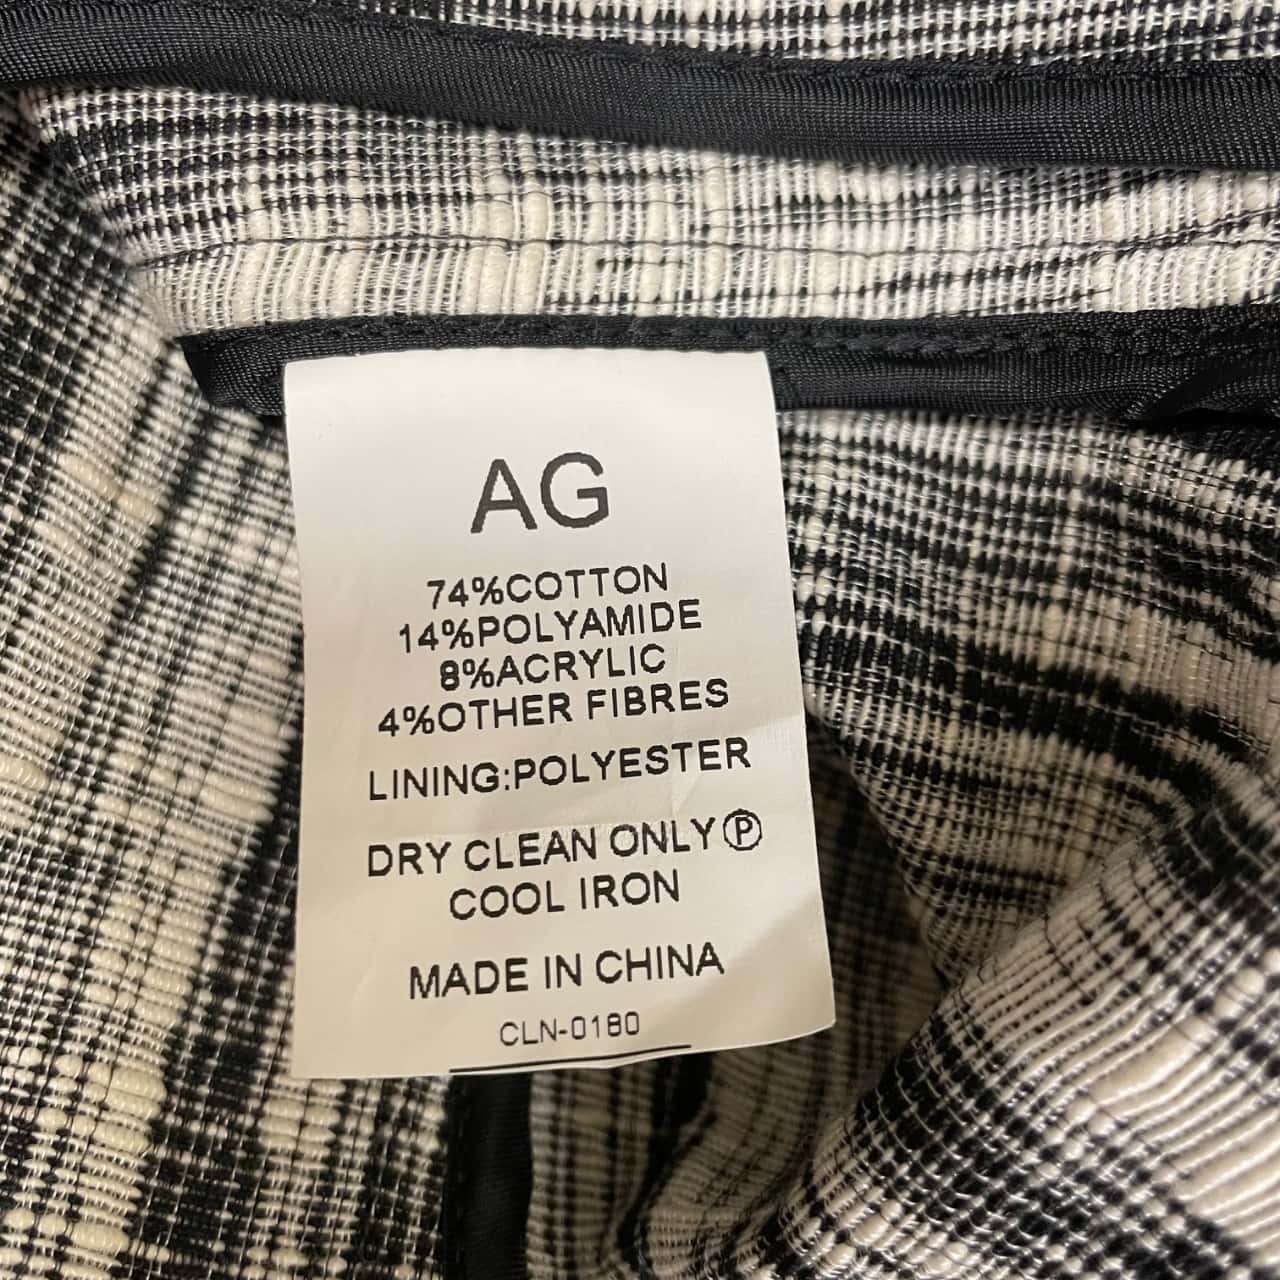 AG
74%COTTON
14%POLYAMIDE
8%ACRYLIC
4%OTHER FIBRES
LINING:POLYESTER
DRY CLEAN ONLY Ⓟ
COOL IRON
MADE IN CHINA
CLN-0180